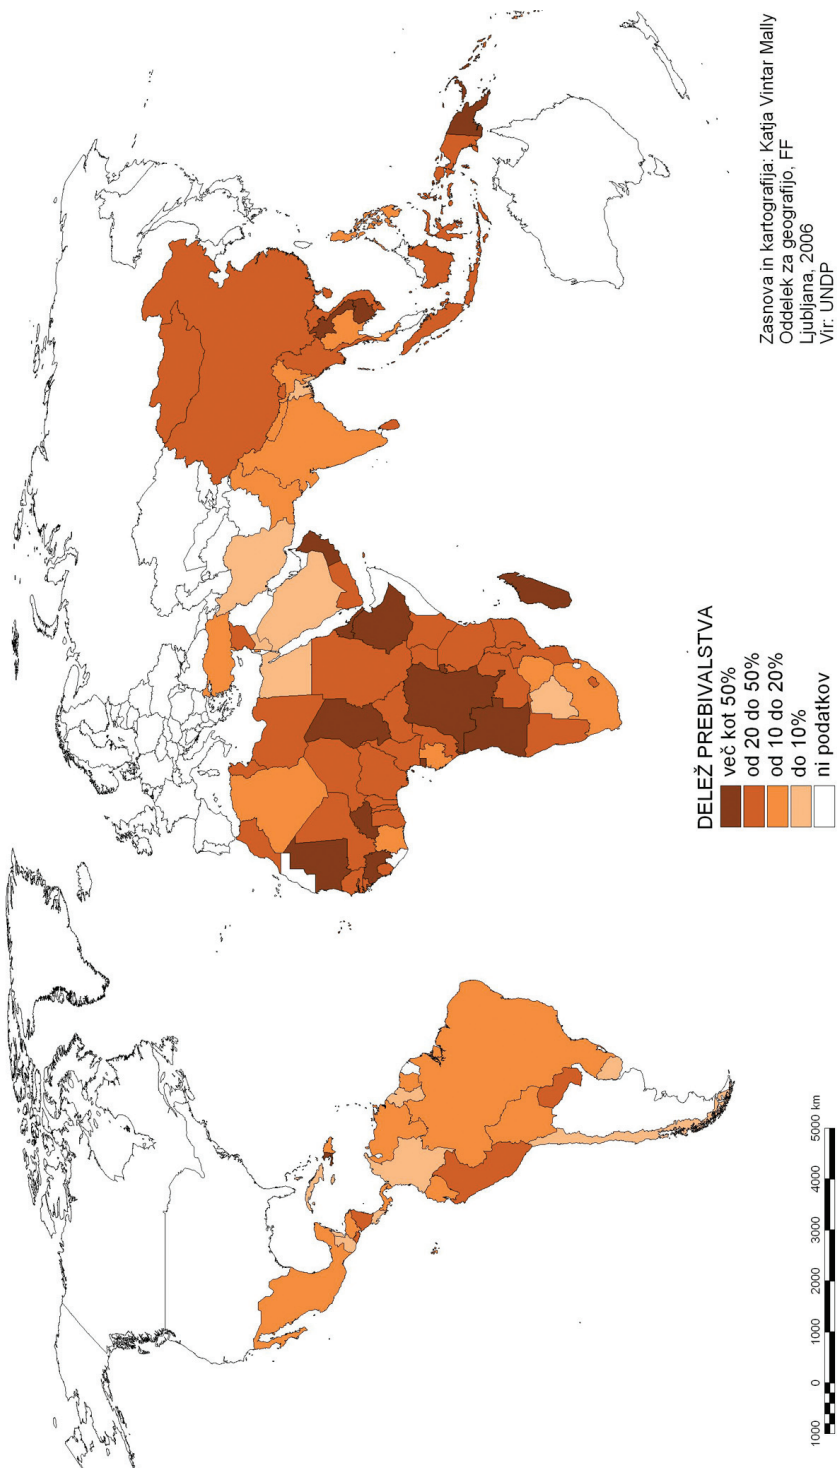 DELEŽ PREBIVALSTVA
več kot 50%
od 20 do 50%
od 10 do 20%
do 10%
ni podatkov
Zasnova in kartografija: Katja Vintar Mally
Oddelek za geografijo, FF
Ljubljana, 2006
Vir: UNDP
1000 0 1000 2000 3000 4000 5000 km